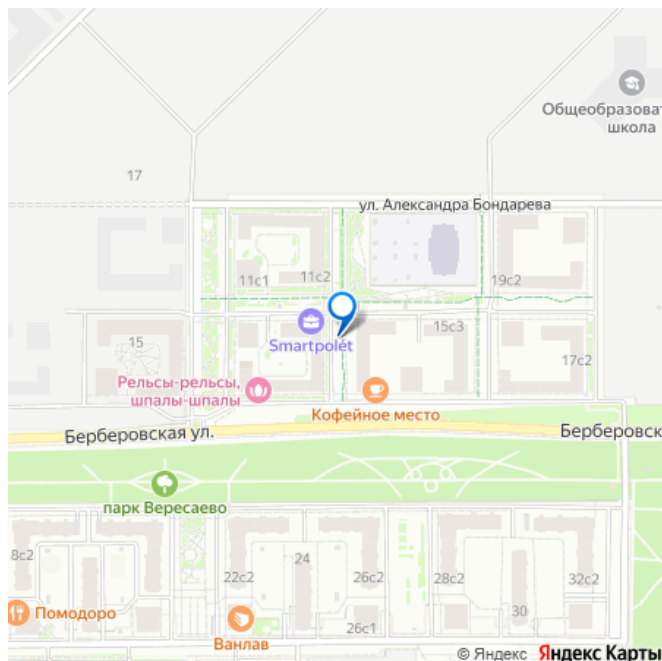 Общеобразоват
школа
17
ул. Александра Бондарева
11с1
11с2
19с2
15
Smartpolét
15с3
17с2
Рельсы-рельсы,
шпалы-шпалы
Кофейное место
Берберовская ул.
Берберовск
парк Вересаево
8с2
22с2
24
26с2
28с2
32с2
30
Помодоро
Ванлав
26с1
© Яндекс Яндекс Карты